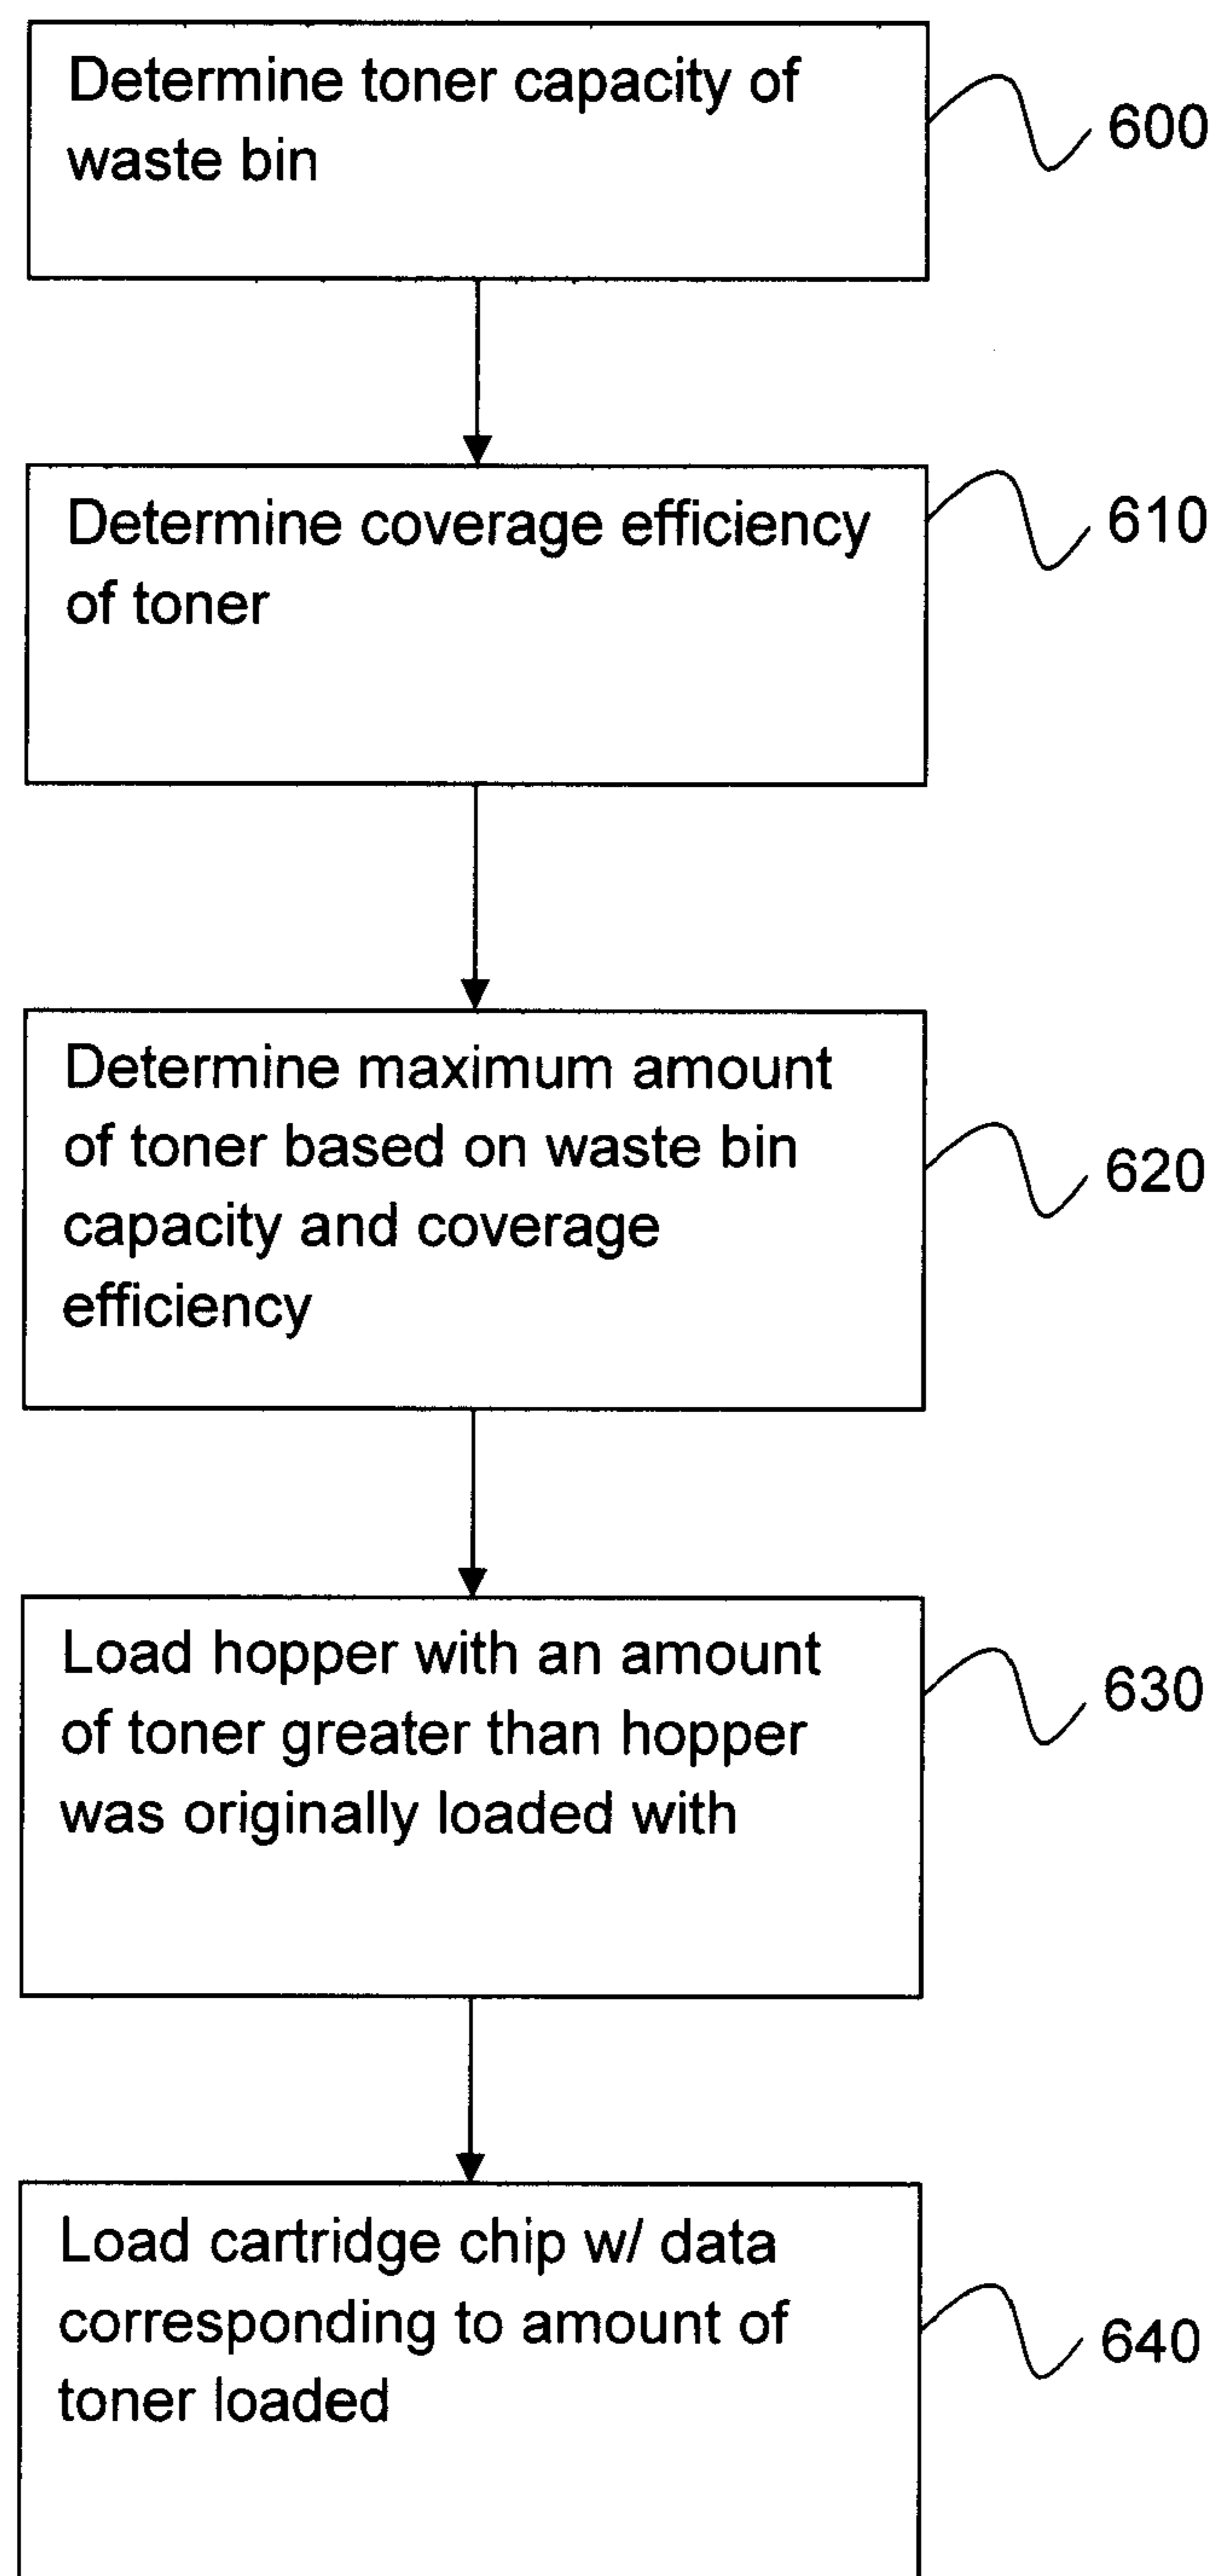 Determine toner capacity of
waste bin
600
Determine coverage efficiency
of toner
610
Determine maximum amount
of toner based on waste bin
capacity and coverage
efficiency
620
Load hopper with an amount
of toner greater than hopper
was originally loaded with
630
Load cartridge chip w/ data
corresponding to amount of
toner loaded
640